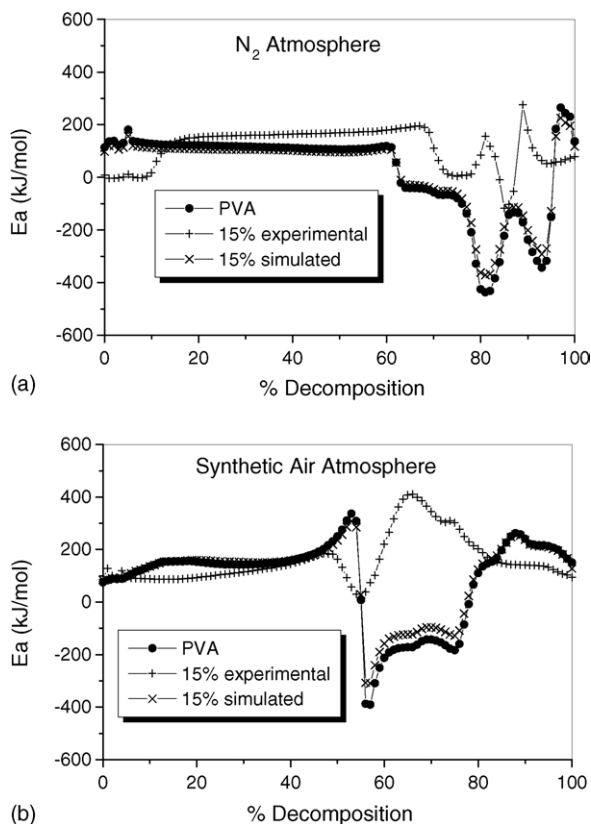 N₂ Atmosphere
600
400
200
0
-200
-400
-600
Ea (kJ/mol)
PVA
15% experimental
15% simulated
0 20 40 60 80 100
% Decomposition
(a)
Synthetic Air Atmosphere
600
400
200
0
-200
-400
-600
Ea (kJ/mol)
PVA
15% experimental
15% simulated
0 20 40 60 80 100
% Decomposition
(b)